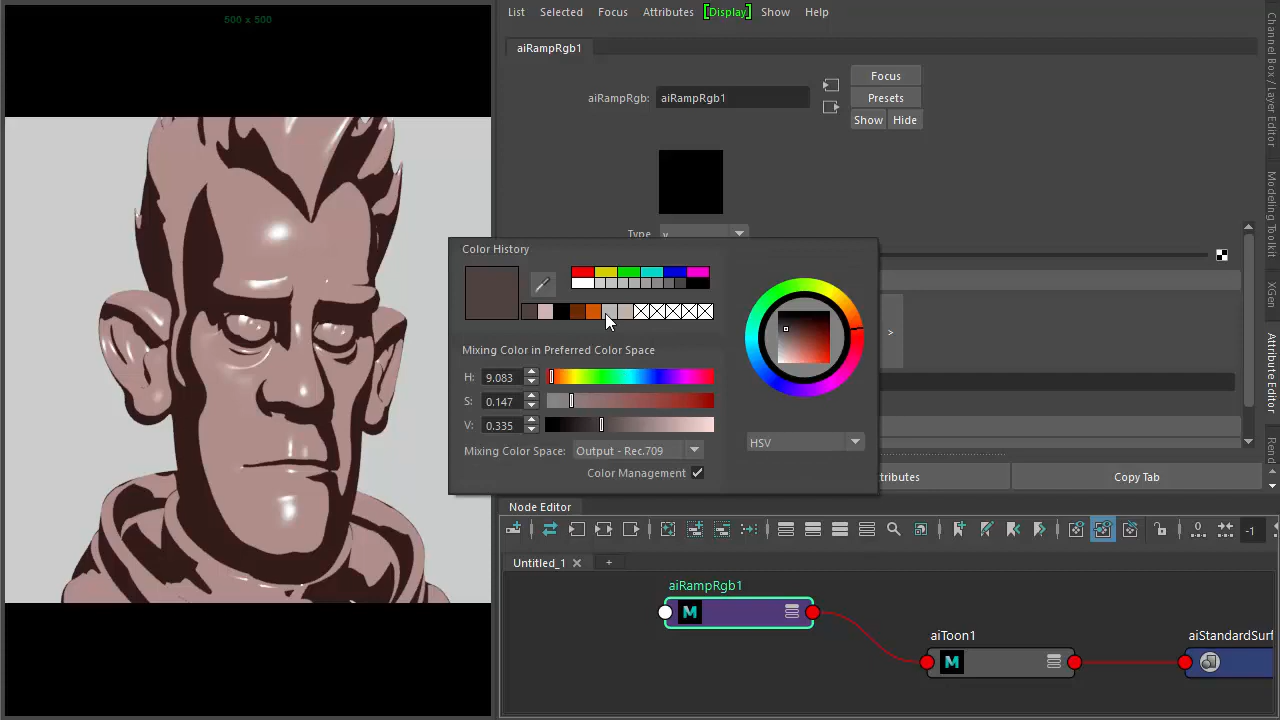 500 x 500
List Selected Focus Attributes [Display] Show Help
aiRampRgb1
Focus
aiRampRgb: aiRampRgb1
Presets
Show Hide
Type v
Color History
Mixing Color in Preferred Color Space
H: 9.083
S: 0.147
V: 0.335
Mixing Color Space: Output - Rec.709
Color Management
HSV
>
ttributes Copy Tab
Node Editor
-1
Untitled_1 +
aiRampRgb1
M
aiToon1
M
aiStandardSurf
Channel Box / Layer Editor
Modeling Toolkit
XGen
Attribute Editor
Rend